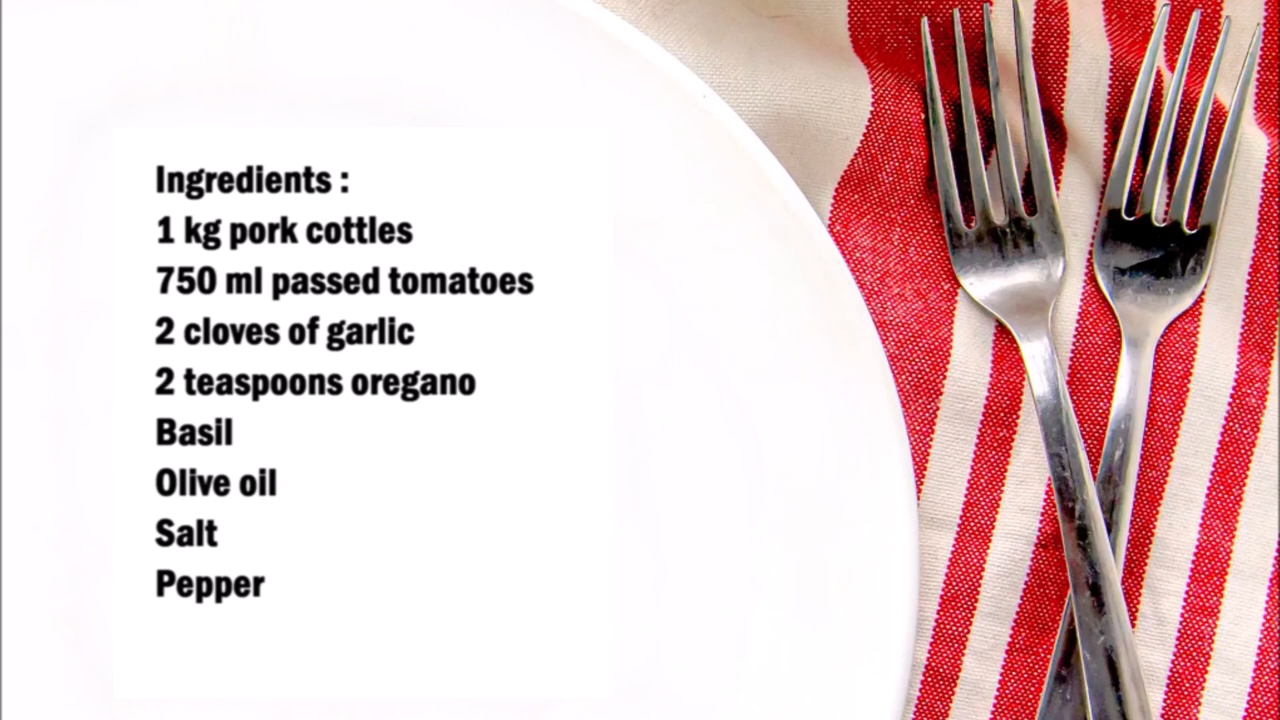 Ingredients :
1 kg pork cottles
750 ml passed tomatoes
2 cloves of garlic
2 teaspoons oregano
Basil
Olive oil
Salt
Pepper